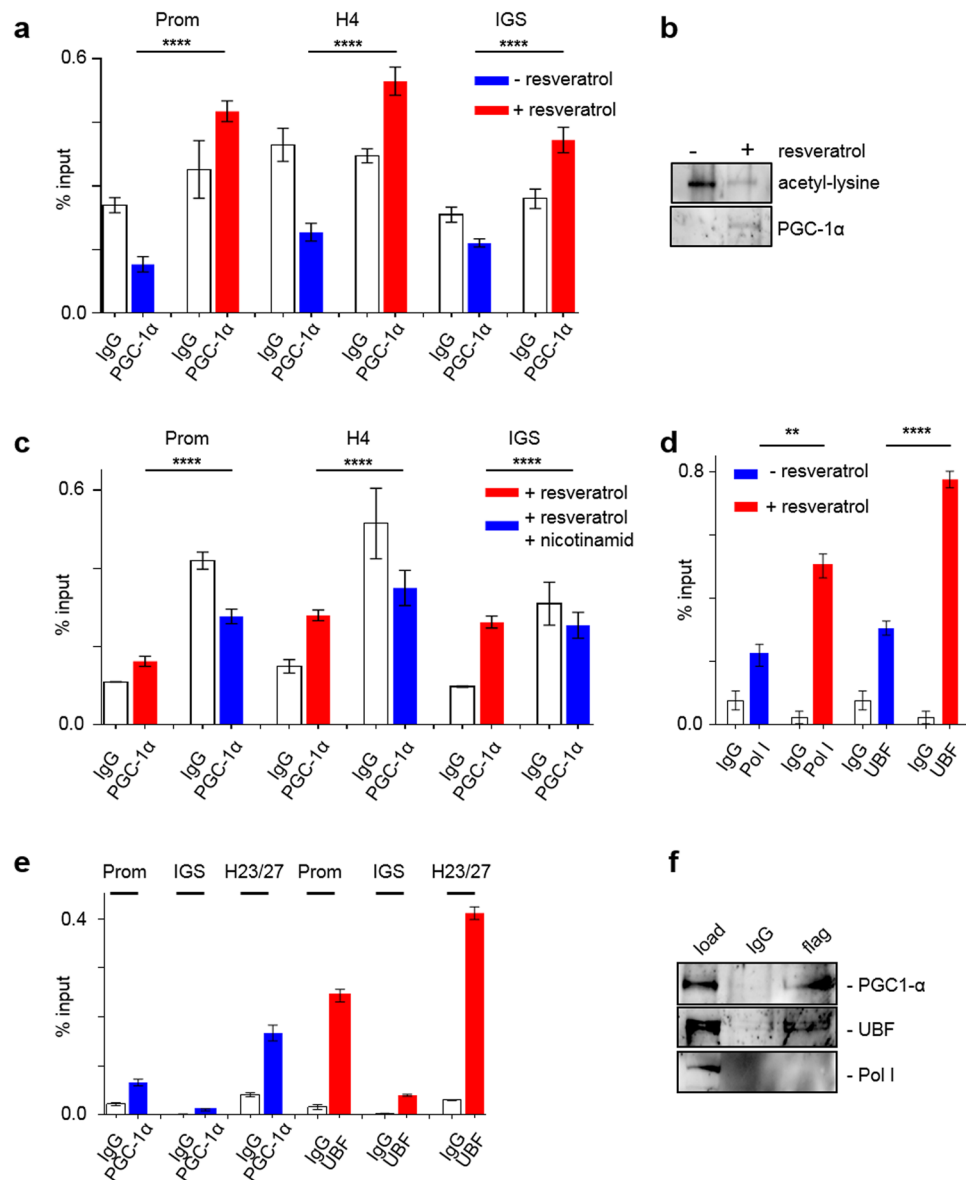 a
Prom H4 IGS
**** **** ****
0.6
- resveratrol
+ resveratrol
% input
0.0
IgG PGC-1α IgG PGC-1α IgG PGC-1α IgG PGC-1α IgG PGC-1α IgG PGC-1α
b
- + resveratrol
acetyl-lysine
PGC-1α
c
Prom H4 IGS
**** **** ****
0.6
+ resveratrol
+ resveratrol
+ nicotinamid
% input
0.0
IgG PGC-1α IgG PGC-1α IgG PGC-1α IgG PGC-1α IgG PGC-1α IgG PGC-1α
d
** ****
0.8
- resveratrol
+ resveratrol
% input
0.0
IgG Pol I IgG Pol I IgG UBF IgG UBF
e
Prom IGS H23/27 Prom IGS H23/27
0.4
% input
0.0
IgG PGC-1α IgG PGC-1α IgG PGC-1α IgG UBF IgG UBF IgG UBF
f
load IgG flag
- PGC1-α
- UBF
- Pol I